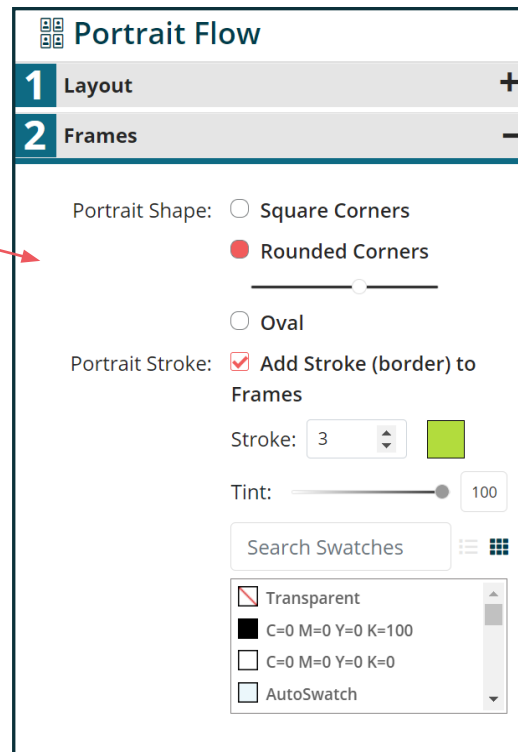 Portrait Flow
1 Layout +
2 Frames −
Portrait Shape: Square Corners
Rounded Corners
Oval
Portrait Stroke: Add Stroke (border) to
Frames
Stroke: 3
Tint: 100
Search Swatches
Transparent
C=0 M=0 Y=0 K=100
C=0 M=0 Y=0 K=0
AutoSwatch